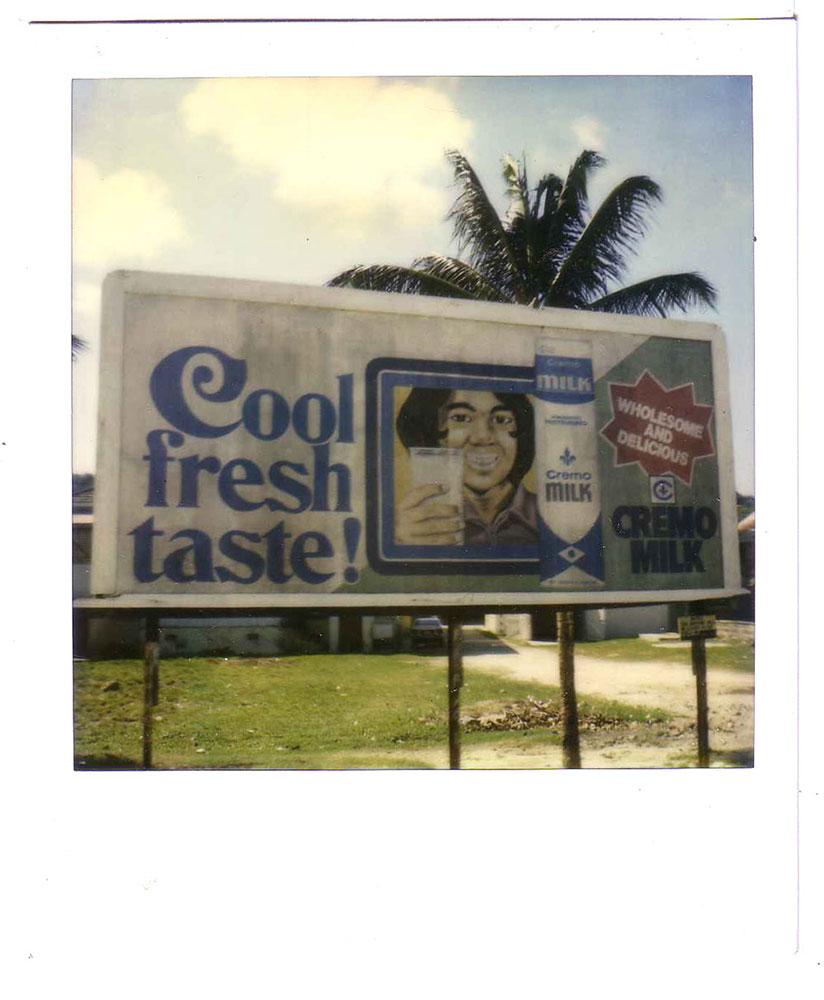 Cool
fresh
taste!
Cremo
MILK
Cremo
MILK
WHOLESOME
AND
DELICIOUS
CREMO
MILK